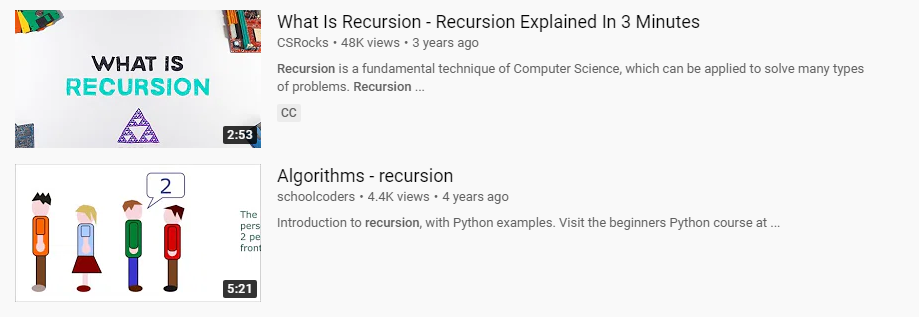 WHAT IS
RECURSION
2:53
What Is Recursion - Recursion Explained In 3 Minutes
CSRocks • 48K views • 3 years ago
Recursion is a fundamental technique of Computer Science, which can be applied to solve many types
of problems. Recursion ...
CC
2
The
pers
2 pe
front
5:21
Algorithms - recursion
schoolcoders • 4.4K views • 4 years ago
Introduction to recursion, with Python examples. Visit the beginners Python course at ...